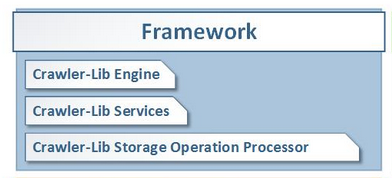 Framework
Crawler-Lib Engine
Crawler-Lib Services
Crawler-Lib Storage Operation Processor